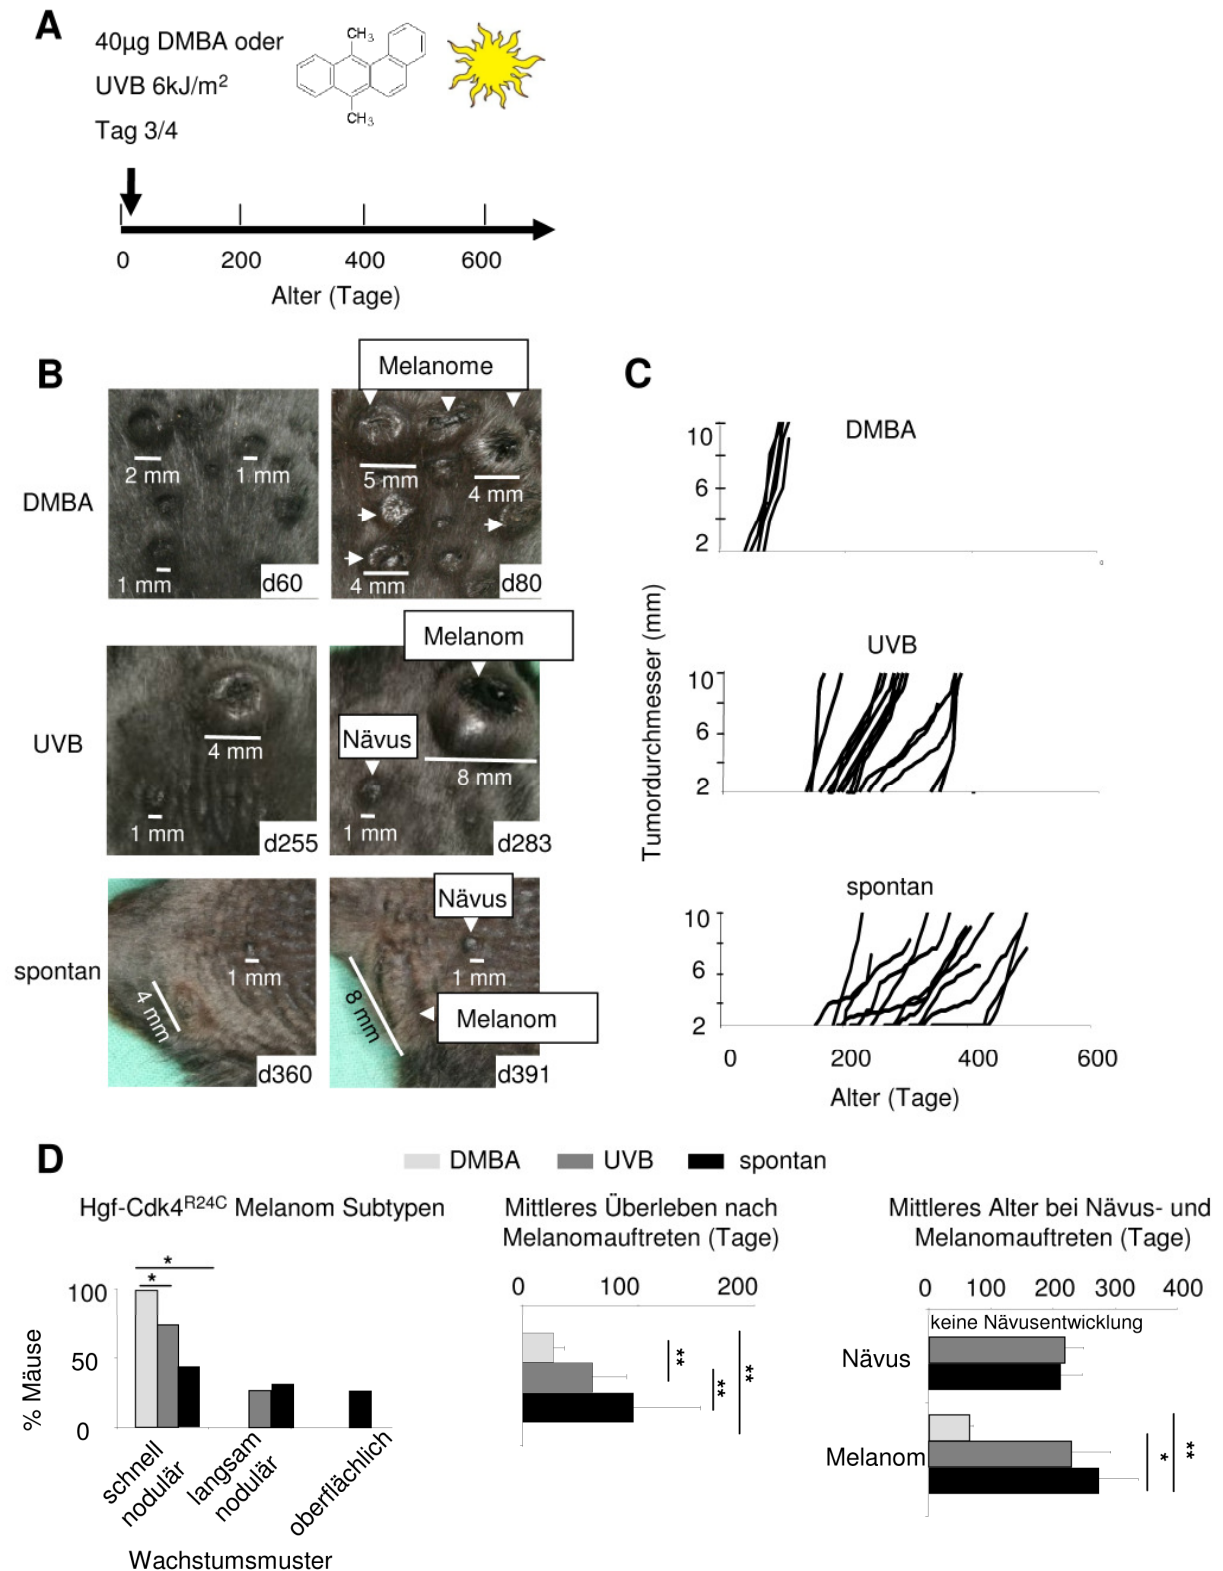 A
40µg DMBA oder
UVB 6kJ/m²
Tag 3/4
CH3
CH3
0 200 400 600
Alter (Tage)
B
Melanome
DMBA
2 mm
1 mm
1 mm
d60
5 mm
4 mm
4 mm
d80
UVB
4 mm
1 mm
d255
Melanom
Nävus
8 mm
1 mm
d283
spontan
1 mm
4 mm
d360
Nävus
1 mm
8 mm
Melanom
d391
C
Tumordurchmesser (mm)
DMBA
10
6
2
UVB
10
6
2
spontan
10
6
2
0 200 400 600
Alter (Tage)
D
DMBA UVB spontan
Hgf-Cdk4R24C Melanom Subtypen
*
*
% Mäuse
100
50
0
schnell
nodulär
langsam
nodulär
oberflächlich
Wachstumsmuster
Mittleres Überleben nach
Melanomauftreten (Tage)
0 100 200
**
**
**
Mittleres Alter bei Nävus- und
Melanomauftreten (Tage)
0 100 200 300 400
keine Nävusentwicklung
Nävus
Melanom
*
**